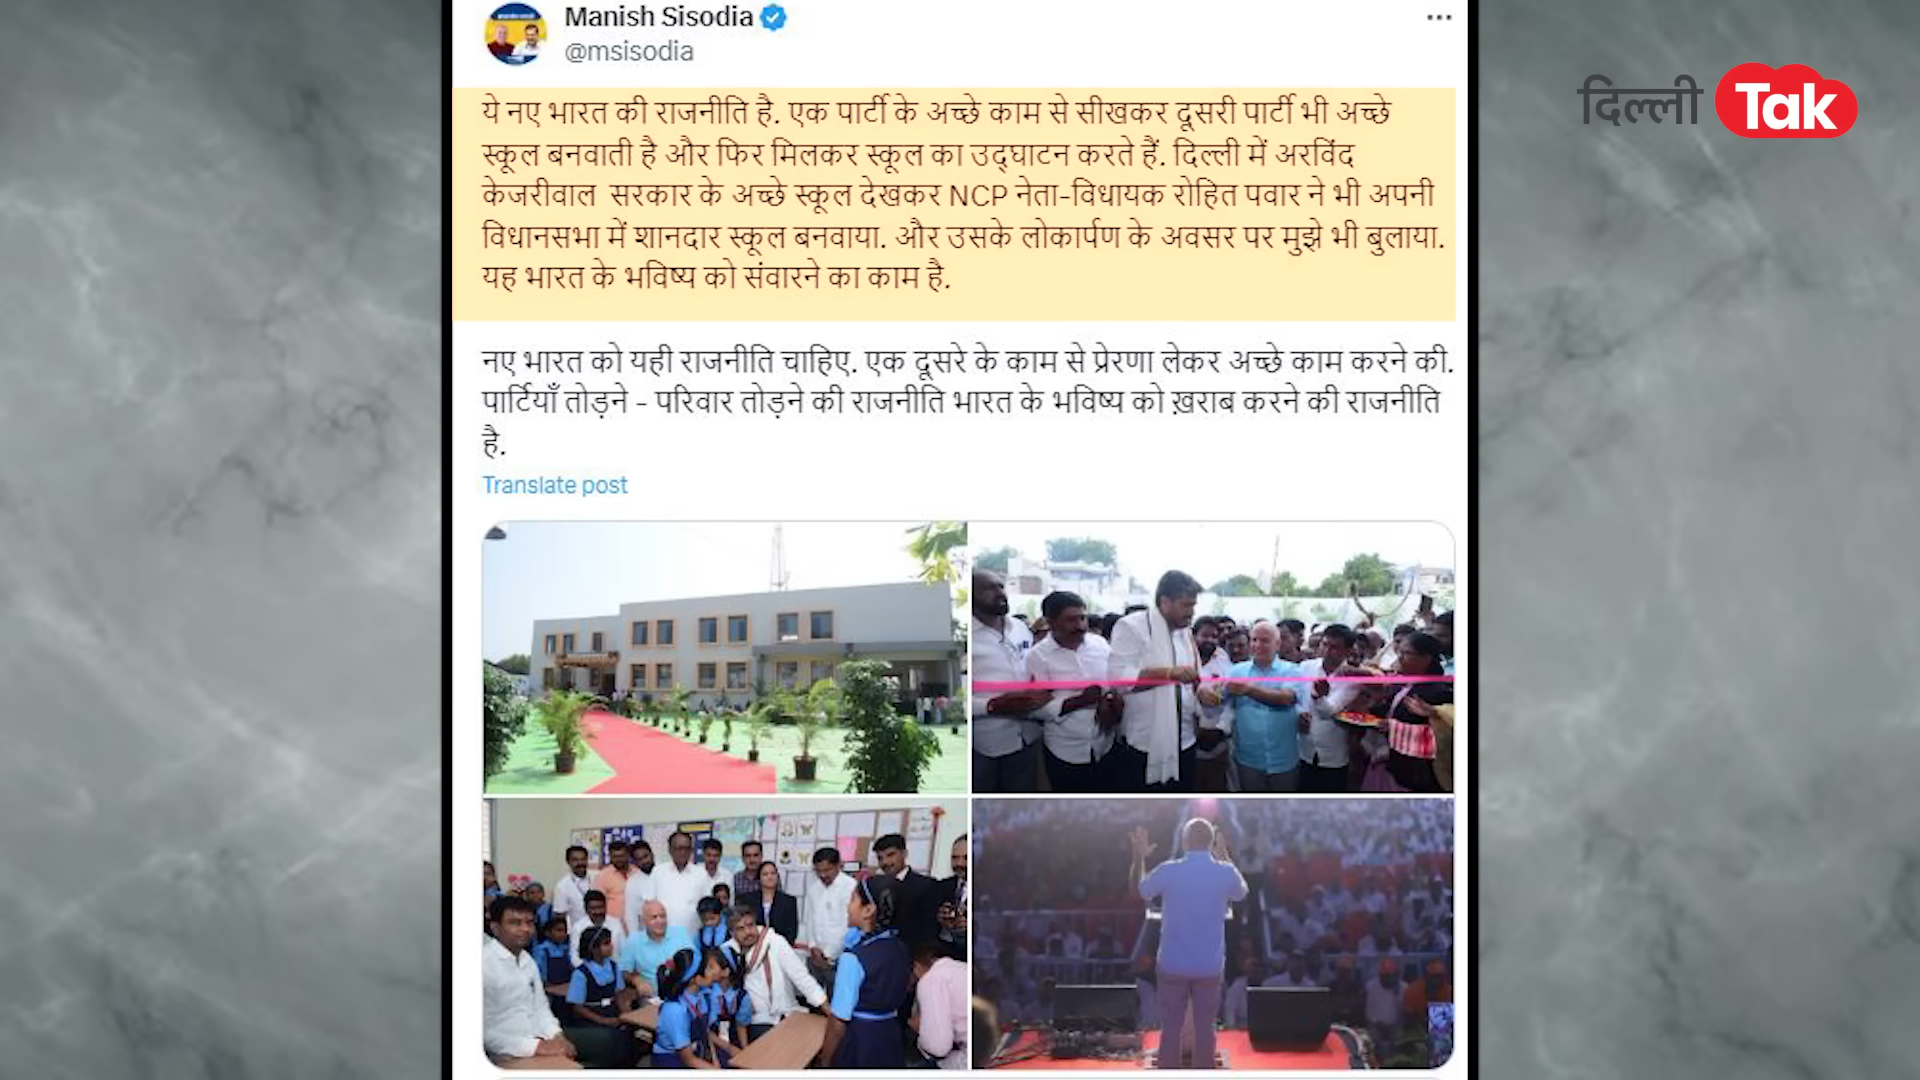 Manish Sisodia
@msisodia
दिल्ली Tak
ये नए भारत की राजनीति है. एक पार्टी के अच्छे काम से सीखकर दूसरी पार्टी भी अच्छे
स्कूल बनवाती है और फिर मिलकर स्कूल का उद्घाटन करते हैं. दिल्ली में अरविंद
केजरीवाल सरकार के अच्छे स्कूल देखकर NCP नेता-विधायक रोहित पवार ने भी अपनी
विधानसभा में शानदार स्कूल बनवाया. और उसके लोकार्पण के अवसर पर मुझे भी बुलाया.
यह भारत के भविष्य को संवारने का काम है.
नए भारत को यही राजनीति चाहिए. एक दूसरे के काम से प्रेरणा लेकर अच्छे काम करने की.
पार्टियाँ तोड़ने - परिवार तोड़ने की राजनीति भारत के भविष्य को ख़राब करने की राजनीति
है.
Translate post